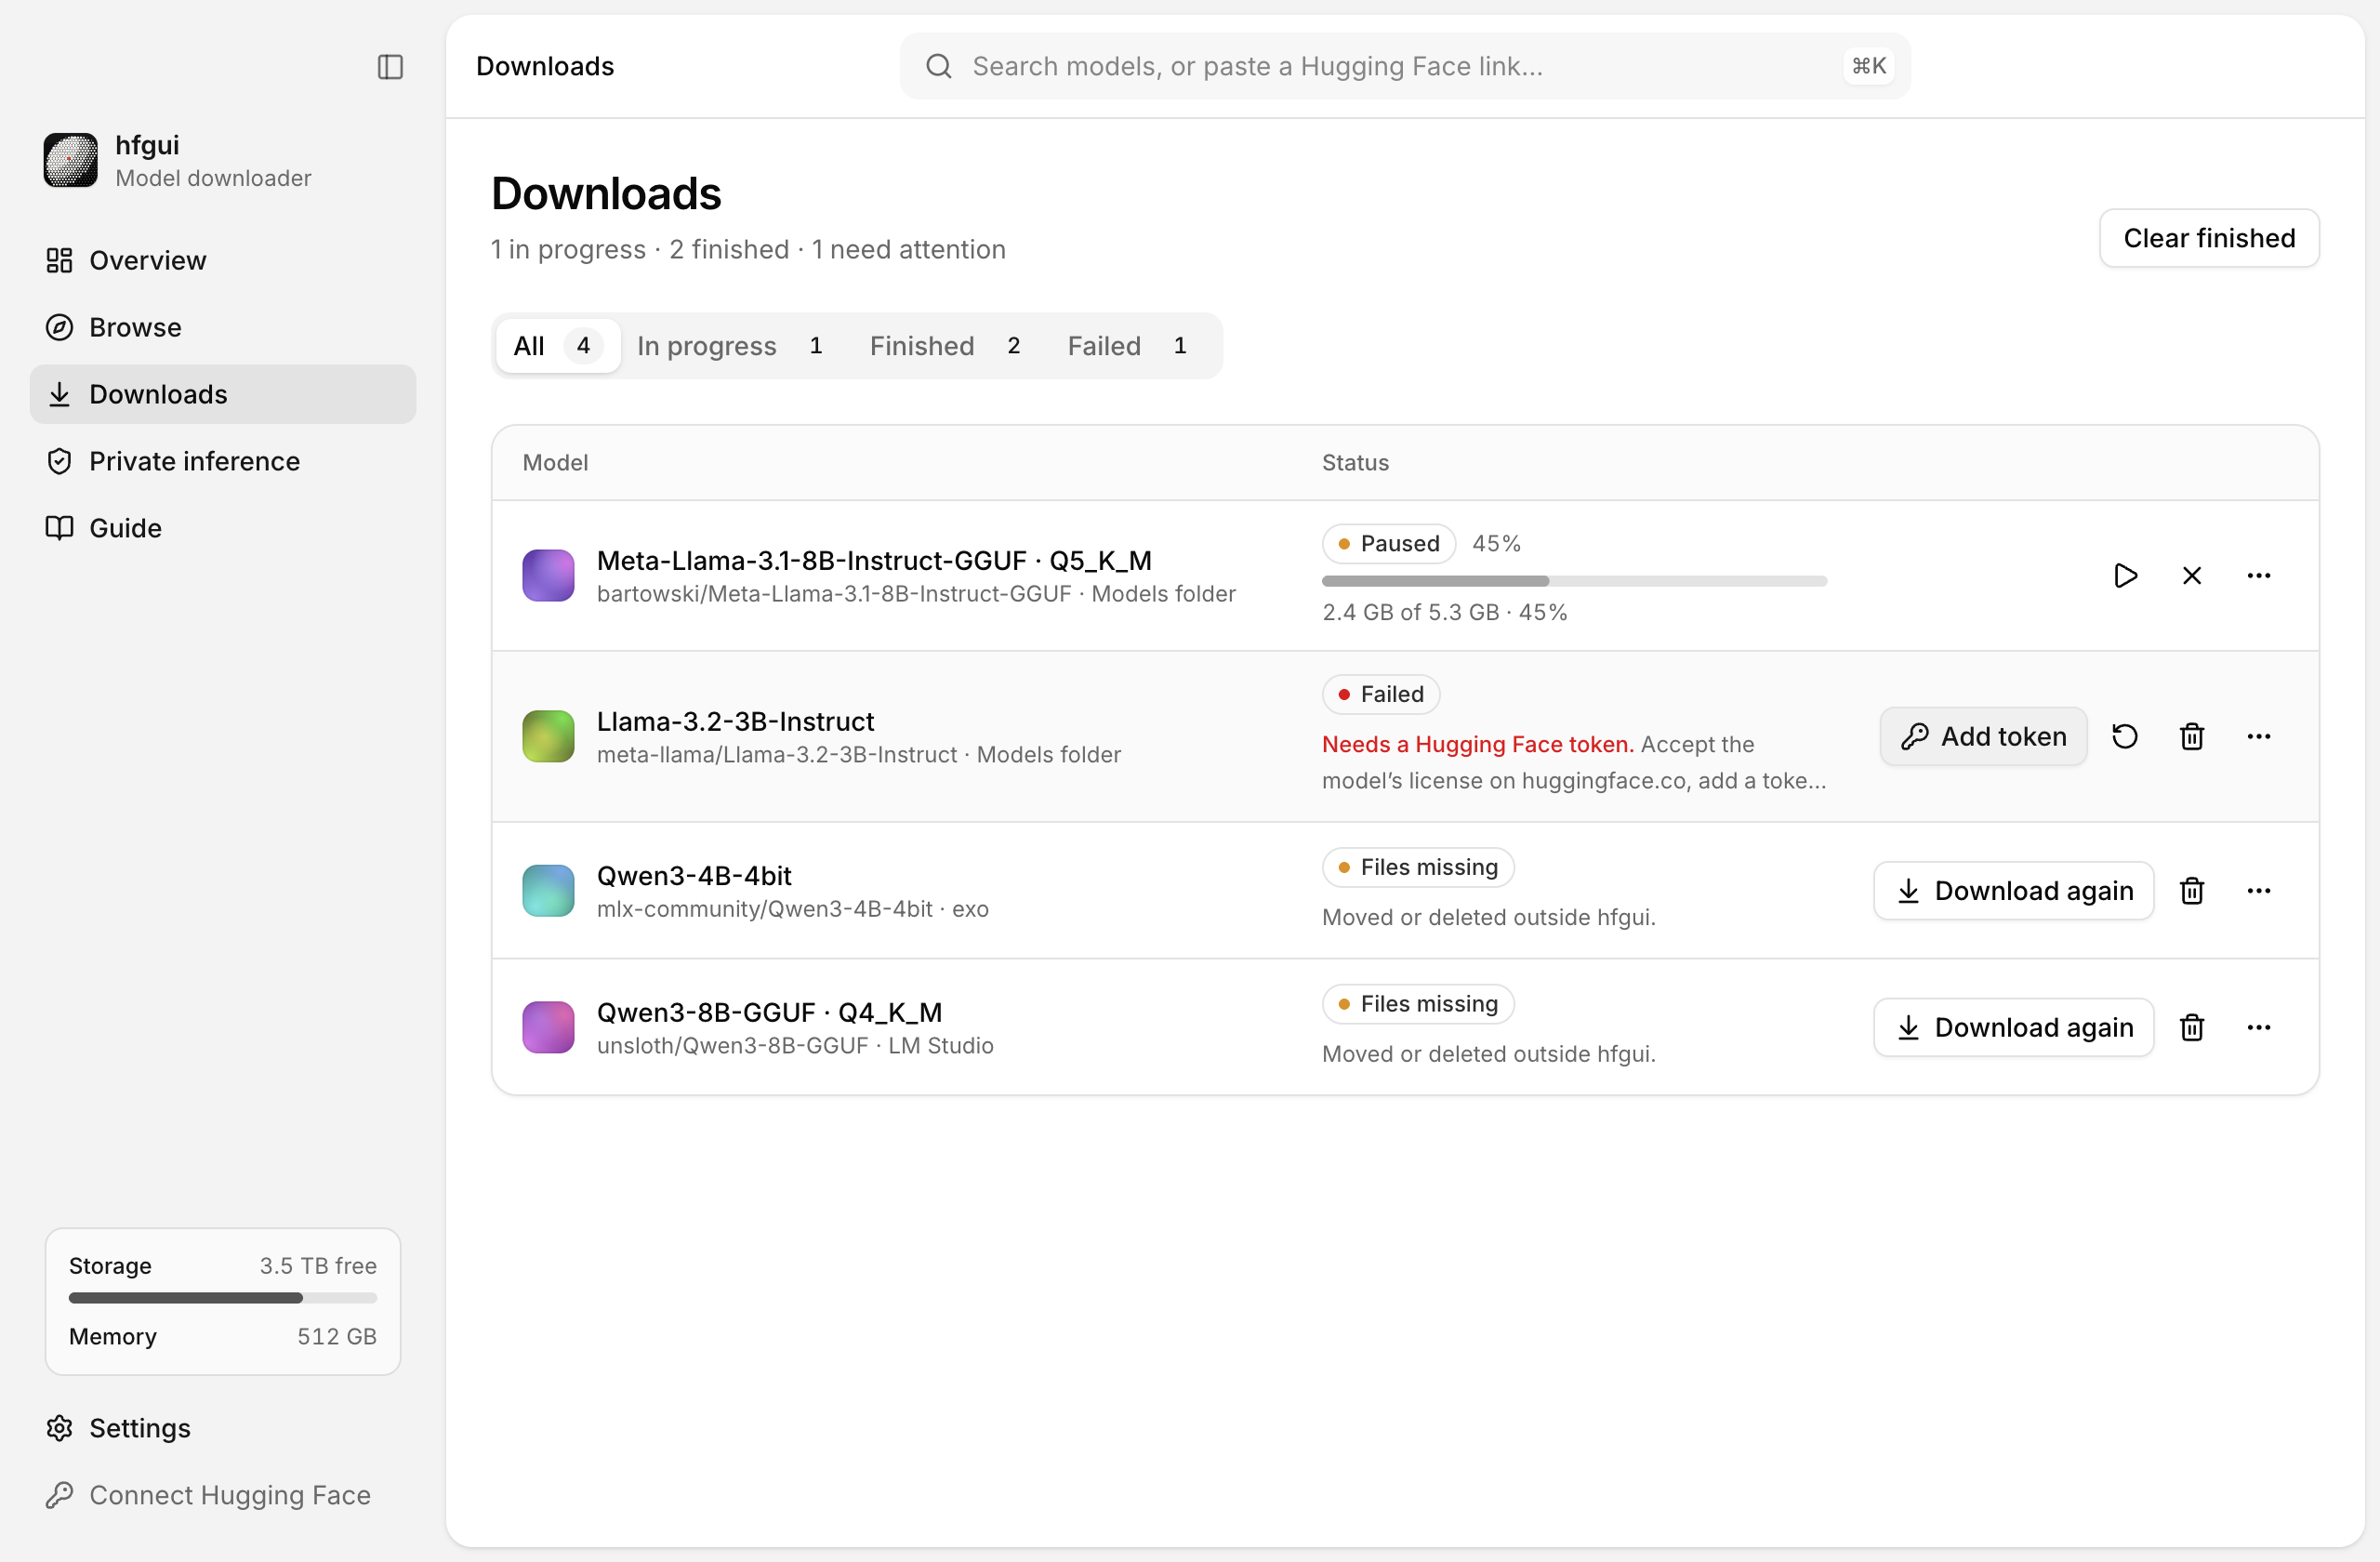 Downloads
Search models, or paste a Hugging Face link...
⌘K
hfgui
Model downloader
Overview
Browse
Downloads
Private inference
Guide
Downloads
1 in progress · 2 finished · 1 need attention
Clear finished
All 4 In progress 1 Finished 2 Failed 1
Model Status
Meta-Llama-3.1-8B-Instruct-GGUF · Q5_K_M
bartowski/Meta-Llama-3.1-8B-Instruct-GGUF · Models folder
Paused 45%
2.4 GB of 5.3 GB · 45%
Llama-3.2-3B-Instruct
meta-llama/Llama-3.2-3B-Instruct · Models folder
Failed
Needs a Hugging Face token. Accept the
model’s license on huggingface.co, add a toke...
Add token
Qwen3-4B-4bit
mlx-community/Qwen3-4B-4bit · exo
Files missing
Moved or deleted outside hfgui.
Download again
Qwen3-8B-GGUF · Q4_K_M
unsloth/Qwen3-8B-GGUF · LM Studio
Files missing
Moved or deleted outside hfgui.
Download again
Storage 3.5 TB free
Memory 512 GB
Settings
Connect Hugging Face